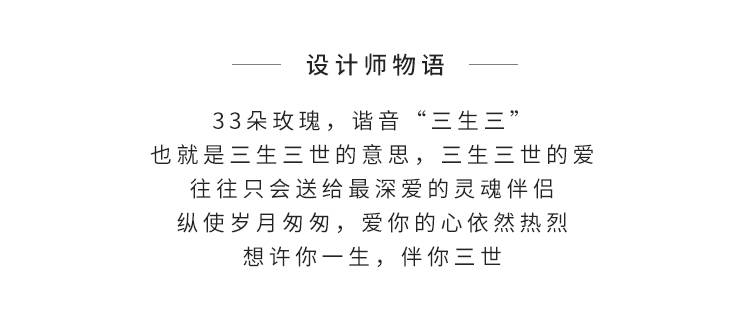 设计师物语
33朵玫瑰，谐音“三生三”
也就是三生三世的意思，三生三世的爱
往往只会送给最深爱的灵魂伴侣
纵使岁月匆匆，爱你的心依然热烈
想许你一生，伴你三世